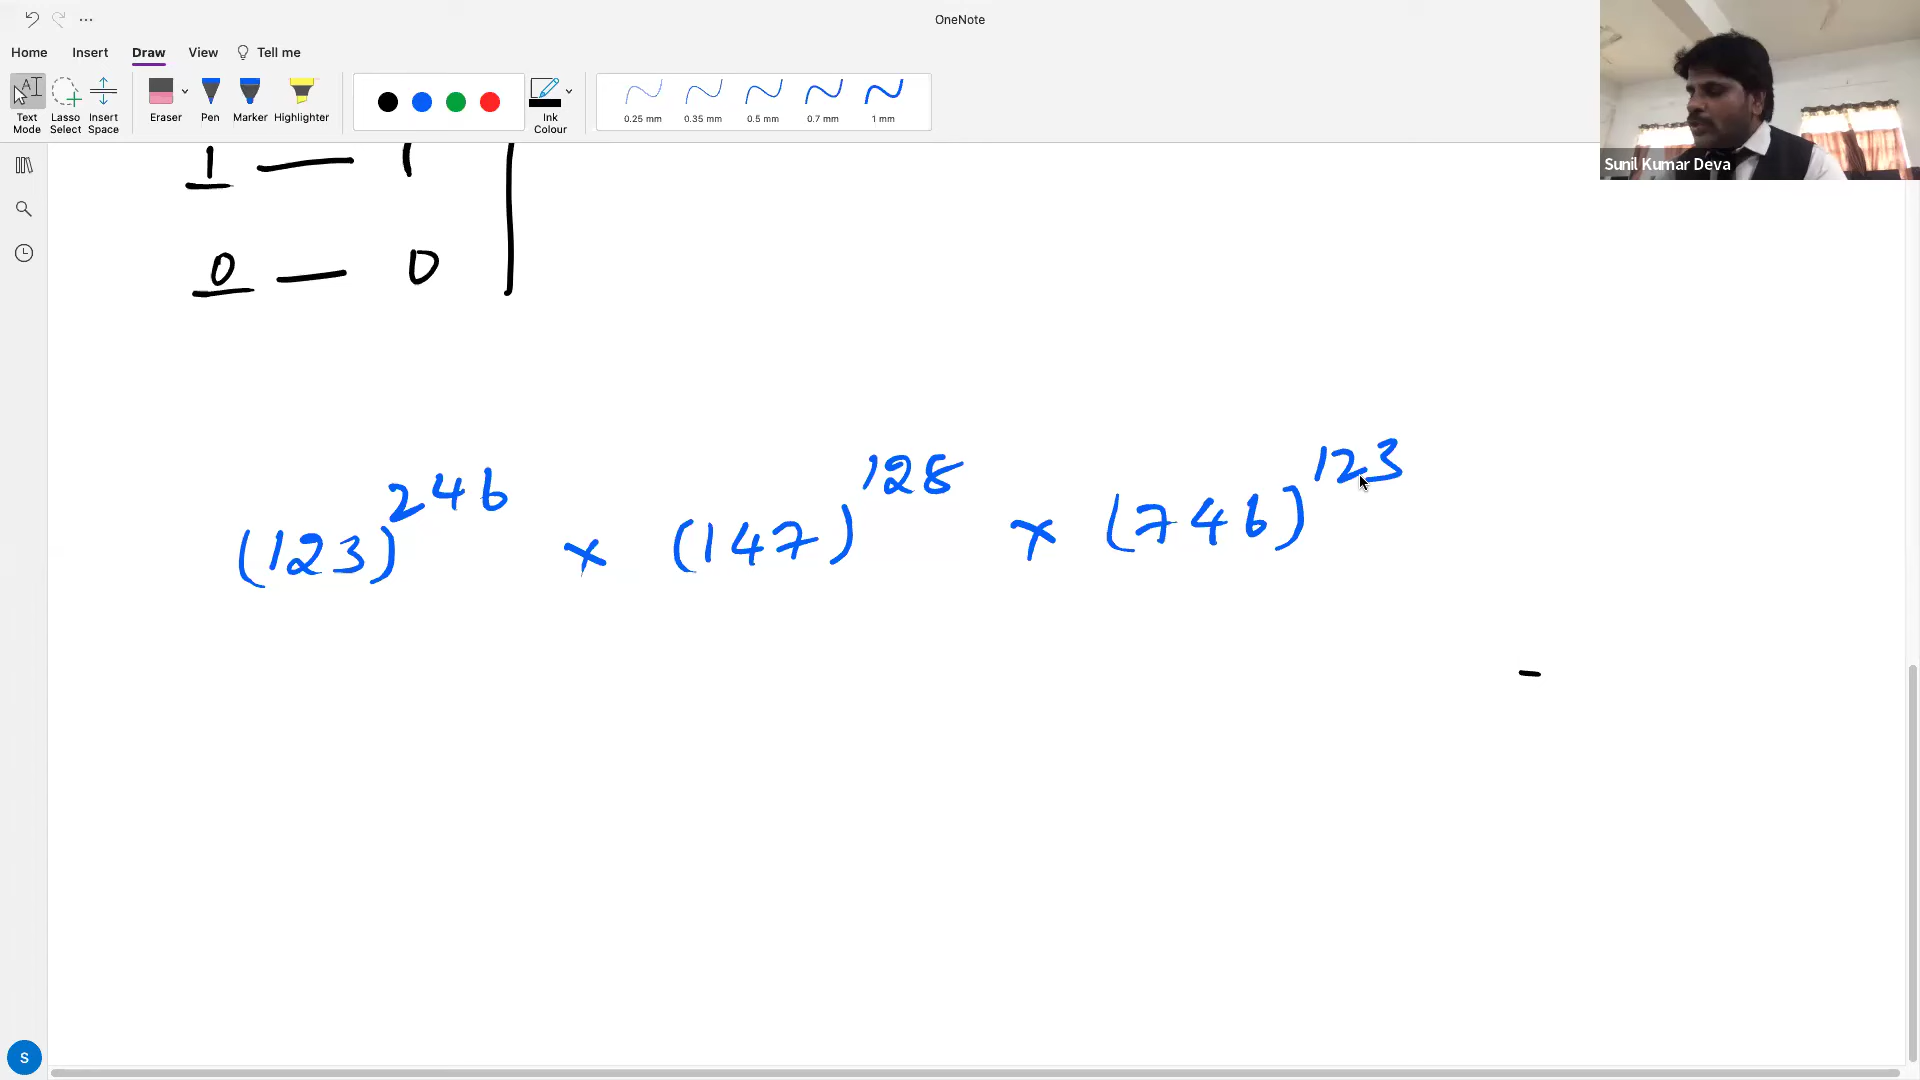 OneNote
Home Insert Draw View Tell me
Text Mode Lasso Select Insert Space Eraser Pen Marker Highlighter Ink Colour 0.25 mm 0.35 mm 0.5 mm 0.7 mm 1 mm
Sunil Kumar Deva
1 — 1
0 — 0
(123)^246 × (147)^128 × (746)^123
-
S